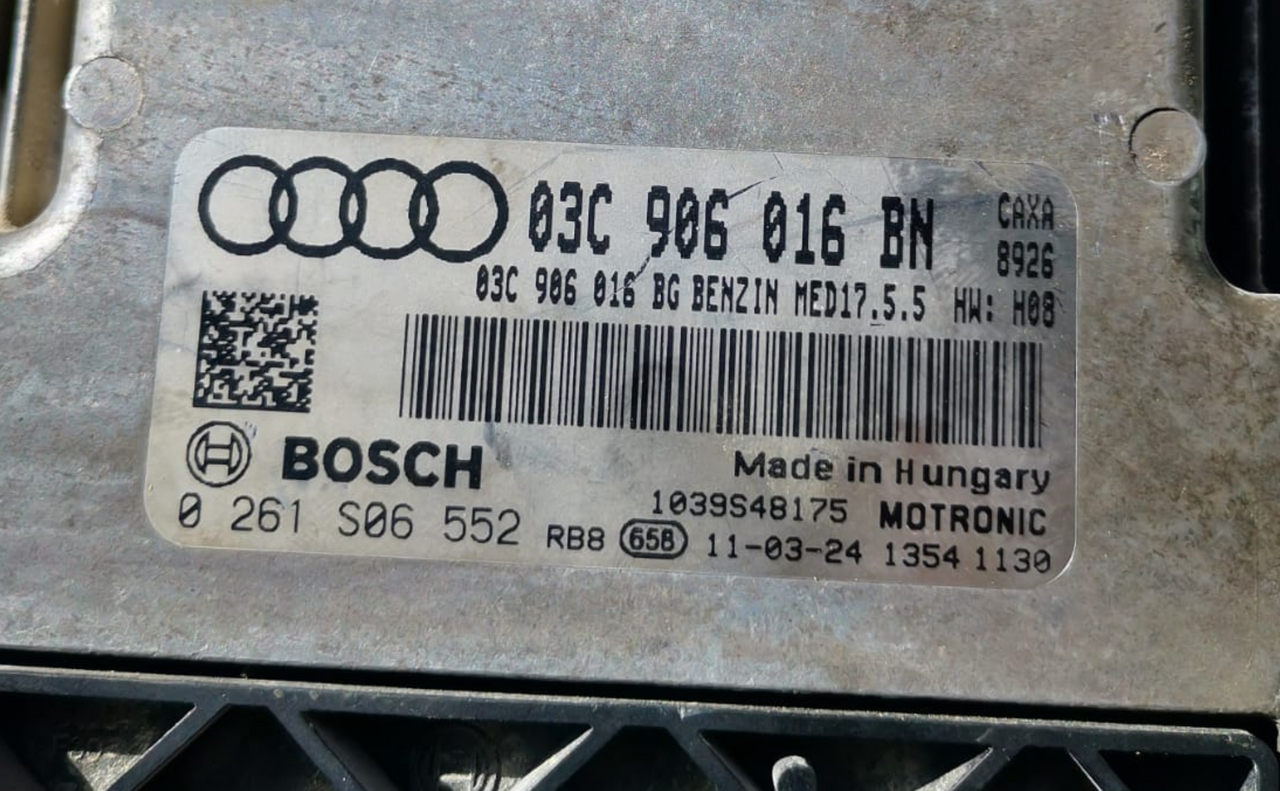 03C 906 016 BN CAXA
8926
03C 906 016 BG BENZIN MED17.5.5 HW: H08
BOSCH
Made in Hungary
1039S48175 MOTRONIC
0 261 S06 552 RB8 658 11-03-24 1354 1130